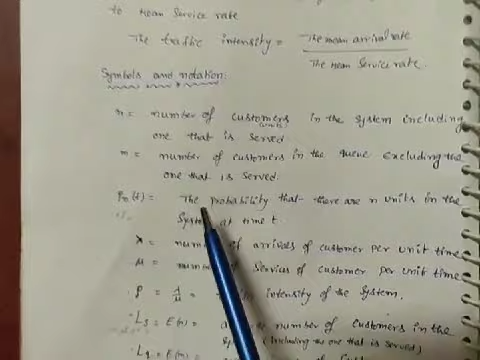 to Mean Service rate
The traffic intensity = The mean arrival rate
The Mean Service rate.
Symbols and notation:
n = number of customers in the system including
(units)
one that is served.
m = number of customers in the queue excluding the
one that is served.
Pn(t) = The probability that there are n units in the
System at time t.
λ = num of arrivals of customer per unit time
μ = num of services of customer per unit time
ρ = λ/μ = intensity of the System.
Ls = E(n) = number of customers in the
(including the one that is served)
Lq = E(m) =